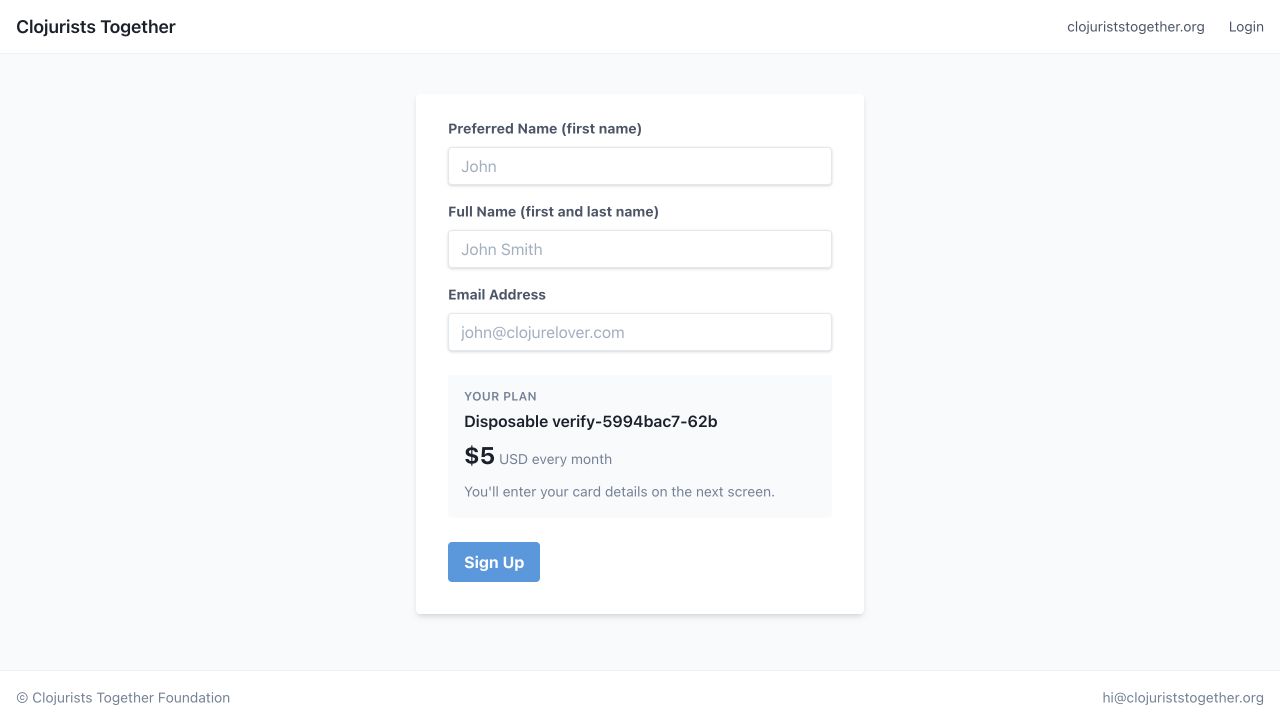 Clojurists Together
clojuriststogether.org
Login
Preferred Name (first name)
John
Full Name (first and last name)
John Smith
Email Address
john@clojurelover.com
YOUR PLAN
Disposable verify-5994bac7-62b
$5 USD every month
You'll enter your card details on the next screen.
Sign Up
© Clojurists Together Foundation
hi@clojuriststogether.org